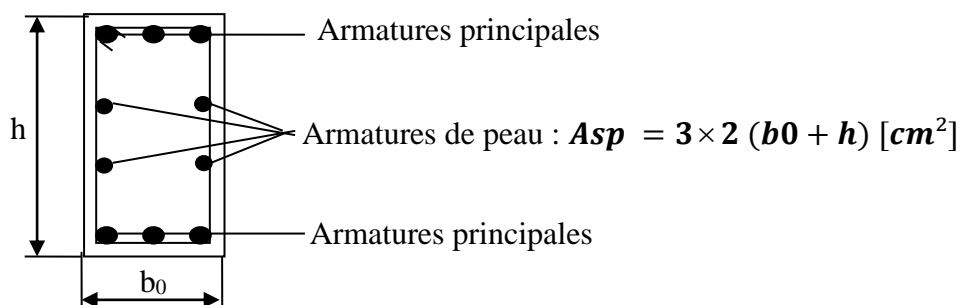 Armatures principales
h
Armatures de peau : Asp = 3 × 2 (b0 + h) [cm²]
Armatures principales
b₀